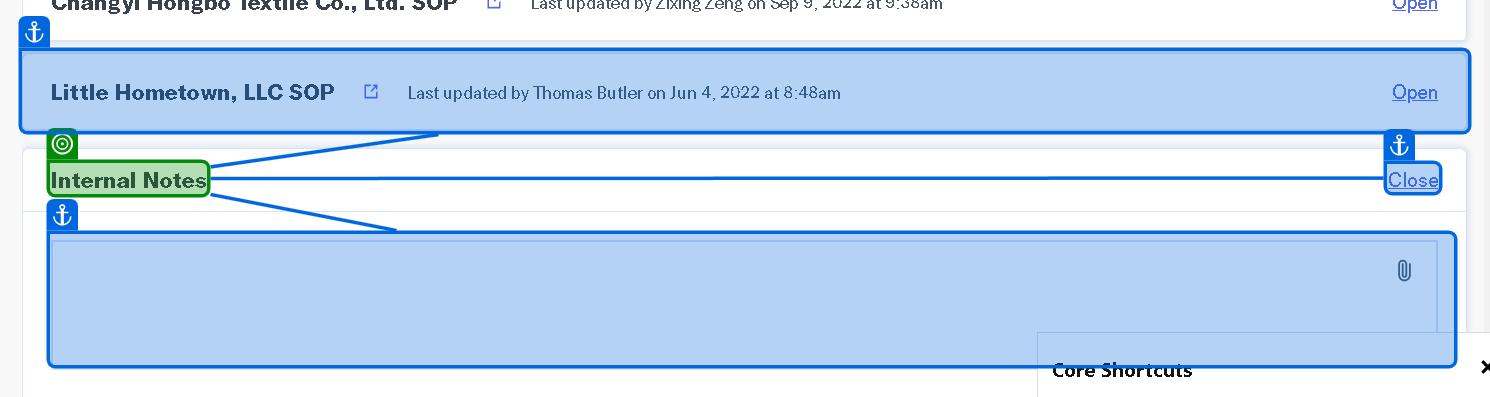 Changyi Hongbo Textile Co., Ltd. SOP Last updated by Zixing Zeng on Sep 9, 2022 at 9:38am Open
Little Hometown, LLC SOP Last updated by Thomas Butler on Jun 4, 2022 at 8:48am Open
Internal Notes Close
Core Shortcuts